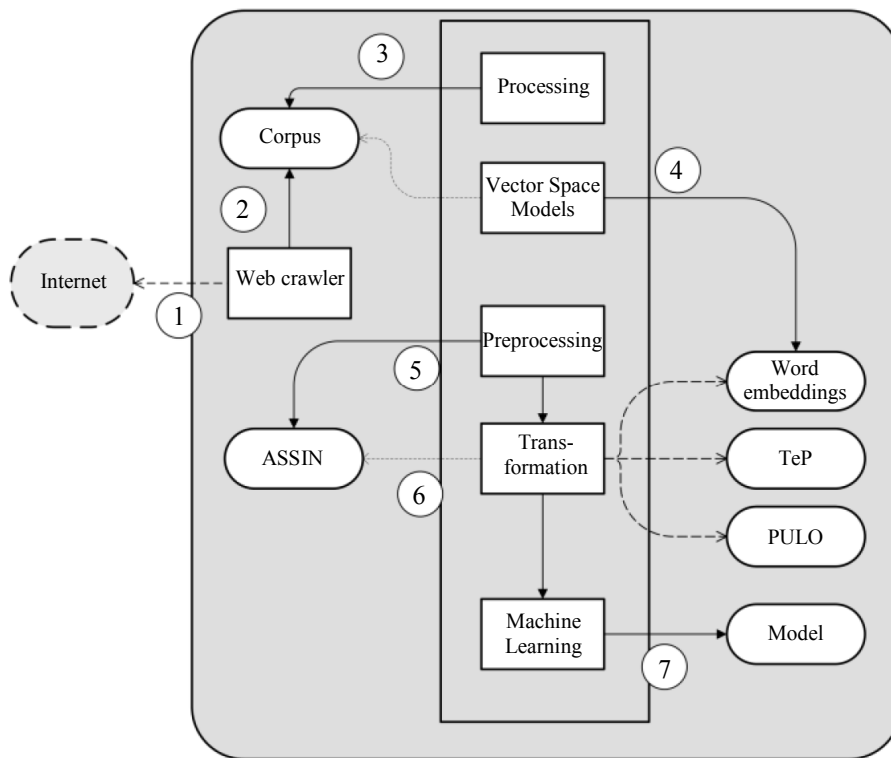 3
Processing
Corpus
Vector Space
Models
4
2
Internet
Web crawler
1
Preprocessing
5
Word
embeddings
Trans-
formation
ASSIN
TeP
6
PULO
Machine
Learning
Model
7